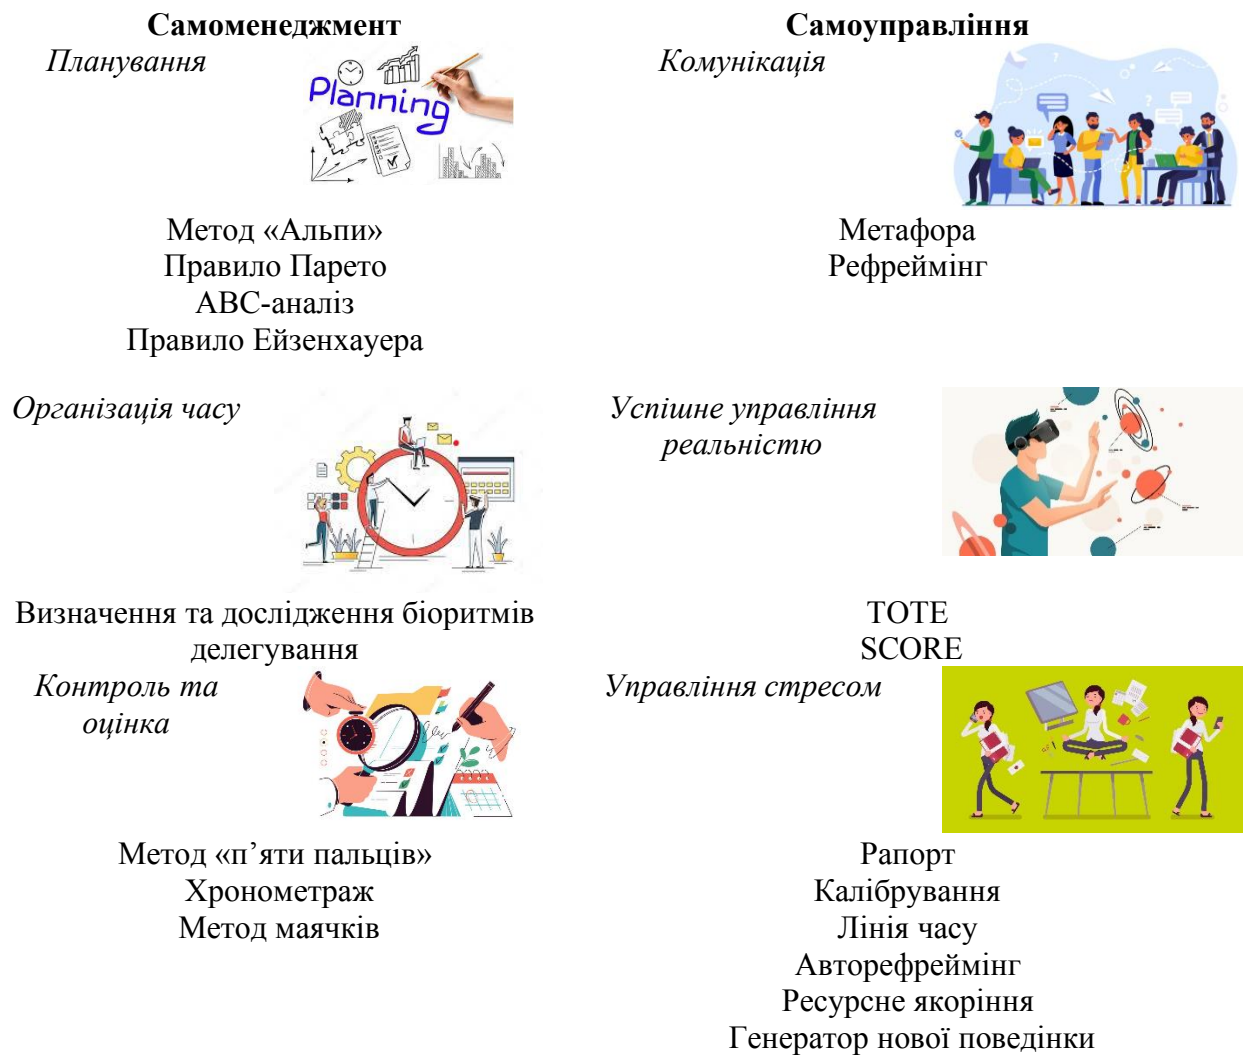 Самоменеджмент
Планування
Planning
Метод «Альпи»
Правило Парето
АВС-аналіз
Правило Ейзенхауера
Організація часу
Визначення та дослідження біоритмів
делегування
Контроль та
оцінка
Метод «п’яти пальців»
Хронометраж
Метод маячків
Самоуправління
Комунікація
Метафора
Рефреймінг
Успішне управління
реальністю
TOTE
SCORE
Управління стресом
Рапорт
Калібрування
Лінія часу
Авторефреймінг
Ресурсне якоріння
Генератор нової поведінки